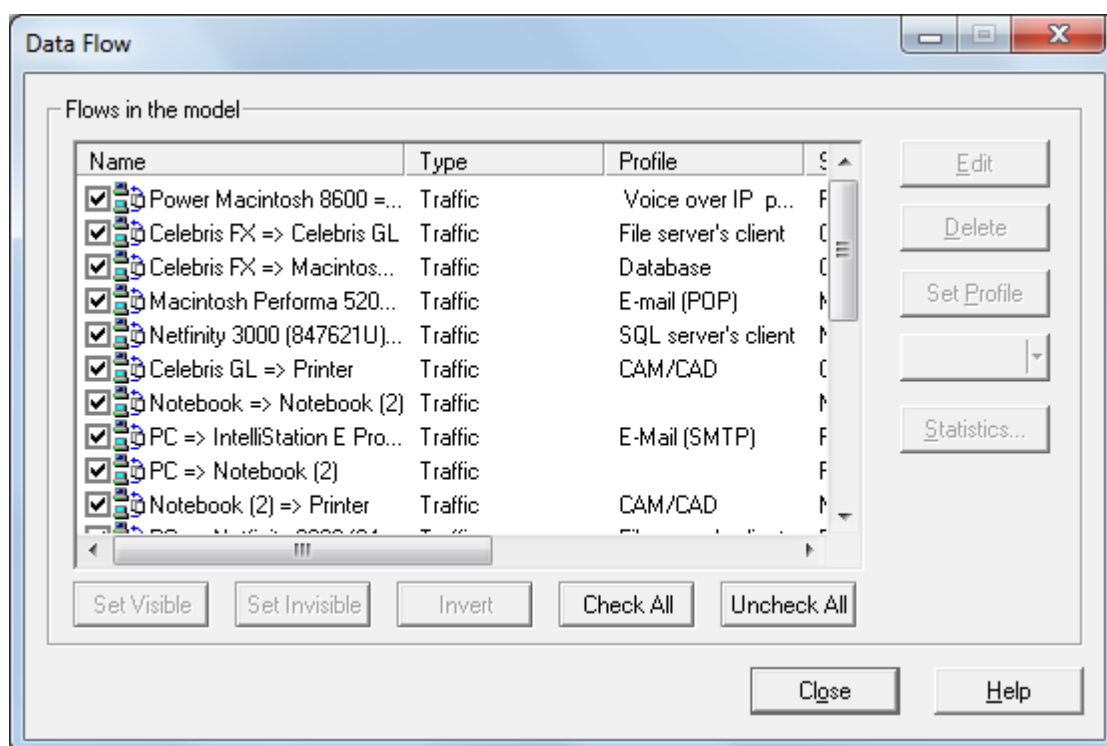 Data Flow
Flows in the model
Name Type Profile
Power Macintosh 8600 =... Traffic Voice over IP p...
Celebris FX => Celebris GL Traffic File server's client
Celebris FX => Macintos... Traffic Database
Macintosh Performa 520... Traffic E-mail (POP)
Netfinity 3000 (847621U)... Traffic SQL server's client
Celebris GL => Printer Traffic CAM/CAD
Notebook => Notebook (2) Traffic
PC => IntelliStation E Pro... Traffic E-Mail (SMTP)
PC => Notebook (2) Traffic
Notebook (2) => Printer Traffic CAM/CAD
Edit
Delete
Set Profile
Statistics...
Set Visible Set Invisible Invert Check All Uncheck All
Close Help